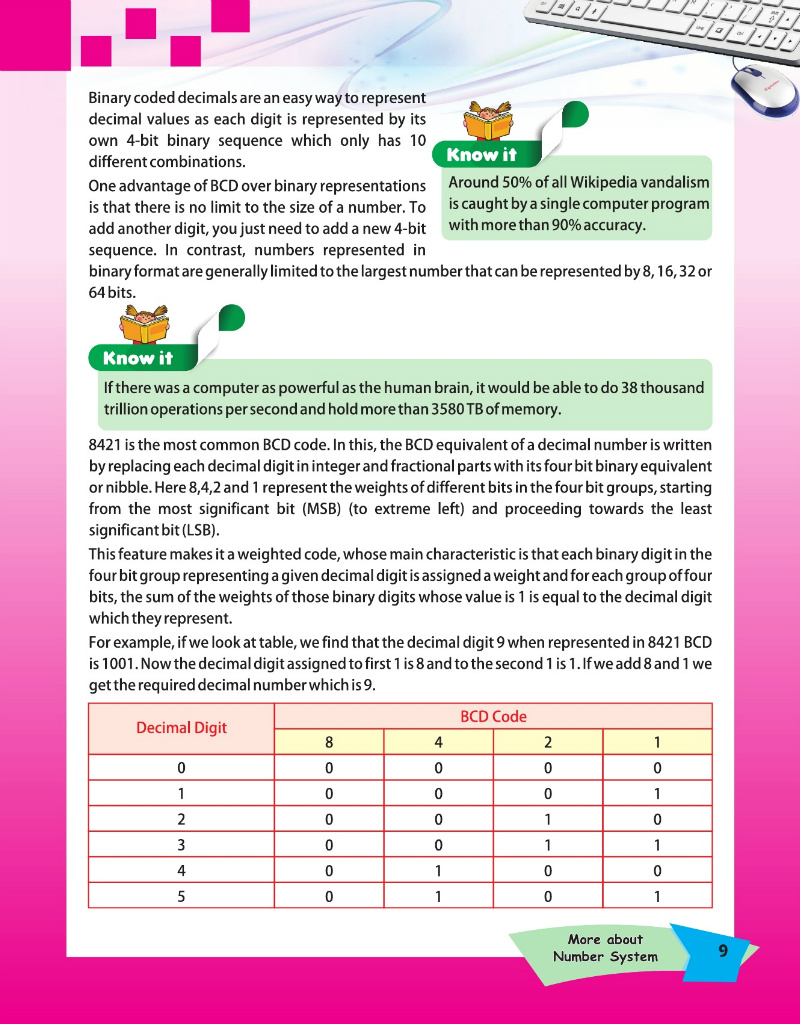 Binary coded decimals are an easy way to represent
decimal values as each digit is represented by its
own 4-bit binary sequence which only has 10
different combinations.
One advantage of BCD over binary representations
is that there is no limit to the size of a number. To
add another digit, you just need to add a new 4-bit
sequence. In contrast, numbers represented in
binary format are generally limited to the largest number that can be represented by 8, 16, 32 or
64 bits.
Know it
Around 50% of all Wikipedia vandalism
is caught by a single computer program
with more than 90% accuracy.
Know it
If there was a computer as powerful as the human brain, it would be able to do 38 thousand
trillion operations per second and hold more than 3580 TB of memory.
8421 is the most common BCD code. In this, the BCD equivalent of a decimal number is written
by replacing each decimal digit in integer and fractional parts with its four bit binary equivalent
or nibble. Here 8,4,2 and 1 represent the weights of different bits in the four bit groups, starting
from the most significant bit (MSB) (to extreme left) and proceeding towards the least
significant bit (LSB).
This feature makes it a weighted code, whose main characteristic is that each binary digit in the
four bit group representing a given decimal digit is assigned a weight and for each group of four
bits, the sum of the weights of those binary digits whose value is 1 is equal to the decimal digit
which they represent.
For example, if we look at table, we find that the decimal digit 9 when represented in 8421 BCD
is 1001. Now the decimal digit assigned to first 1 is 8 and to the second 1 is 1. If we add 8 and 1 we
get the required decimal number which is 9.
Decimal Digit BCD Code
8 4 2 1
0 0 0 0 0
1 0 0 0 1
2 0 0 1 0
3 0 0 1 1
4 0 1 0 0
5 0 1 0 1
More about
Number System
9